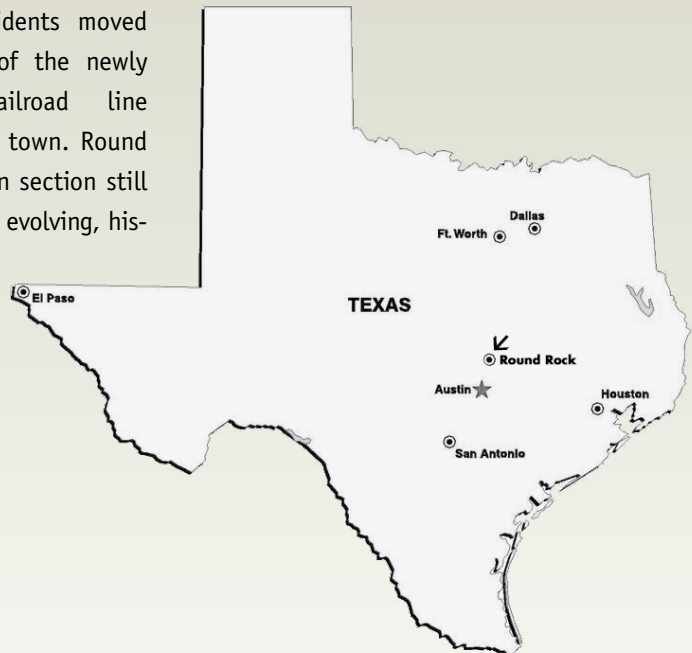 idents moved
of the newly
ailroad line
town. Round
n section still
evolving, his-
Dallas
Ft. Worth
El Paso
TEXAS
Round Rock
Austin
Houston
San Antonio